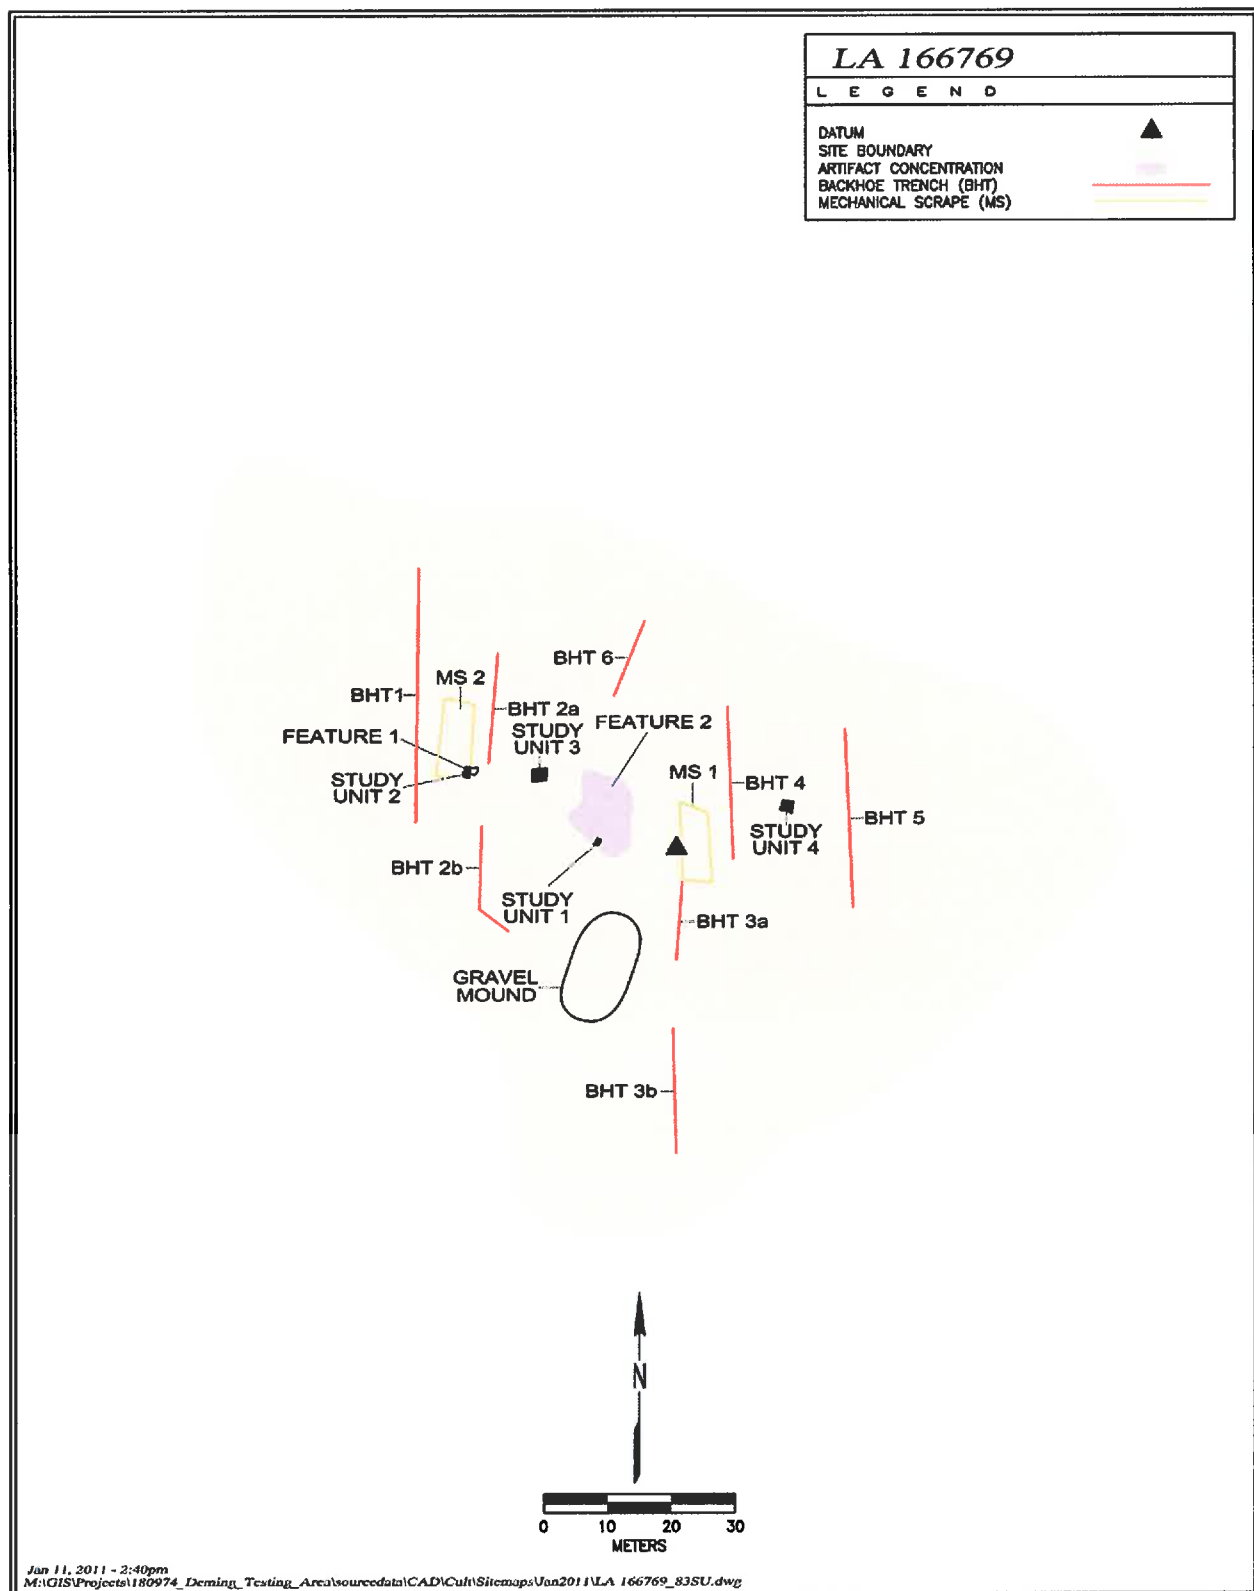 LA 166769
L E G E N D
DATUM
SITE BOUNDARY
ARTIFACT CONCENTRATION
BACKHOE TRENCH (BHT)
MECHANICAL SCRAPE (MS)
BHT 6
MS 2
BHT1
BHT 2a
FEATURE 2
STUDY
UNIT 3
FEATURE 1
STUDY
UNIT 2
MS 1
BHT 4
BHT 5
STUDY
UNIT 4
BHT 2b
STUDY
UNIT 1
BHT 3a
GRAVEL
MOUND
BHT 3b
N
0 10 20 30
METERS
Jan 11, 2011 - 2:40pm
M:\GIS\Projects\180974_Deming_Testing_Area\sourcedata\CAD\Cult\Sitemaps\Jan2011\LA 166769_83SU.dwg